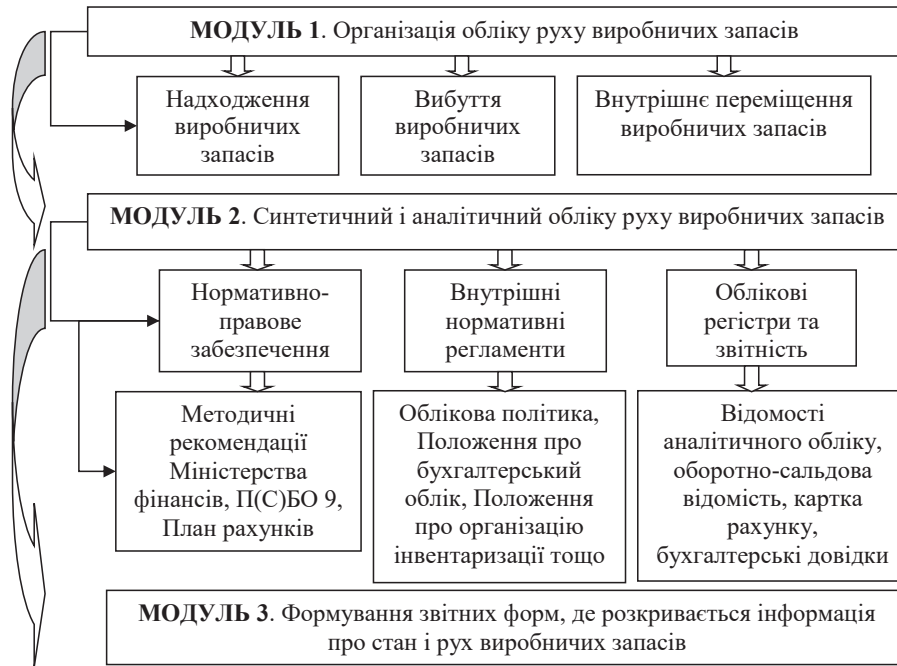 МОДУЛЬ 1. Організація обліку руху виробничих запасів
Надходження
виробничих
запасів
Вибуття
виробничих
запасів
Внутрішнє переміщення
виробничих запасів
МОДУЛЬ 2. Синтетичний і аналітичний обліку руху виробничих запасів
Нормативно-
правове
забезпечення
Внутрішні
нормативні
регламенти
Облікові
регістри та
звітність
Методичні
рекомендації
Міністерства
фінансів, П(С)БО 9,
План рахунків
Облікова політика,
Положення про
бухгалтерський
облік, Положення
про організацію
інвентаризації тощо
Відомості
аналітичного обліку,
оборотно-сальдова
відомість, картка
рахунку,
бухгалтерські довідки
МОДУЛЬ 3. Формування звітних форм, де розкривається інформація
про стан і рух виробничих запасів